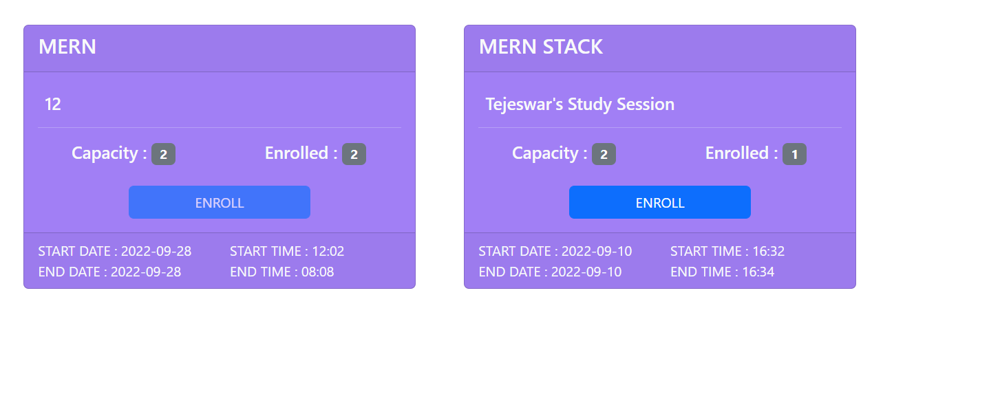 MERN
12
Capacity : 2 Enrolled : 2
ENROLL
START DATE : 2022-09-28 START TIME : 12:02
END DATE : 2022-09-28 END TIME : 08:08
MERN STACK
Tejeswar's Study Session
Capacity : 2 Enrolled : 1
ENROLL
START DATE : 2022-09-10 START TIME : 16:32
END DATE : 2022-09-10 END TIME : 16:34